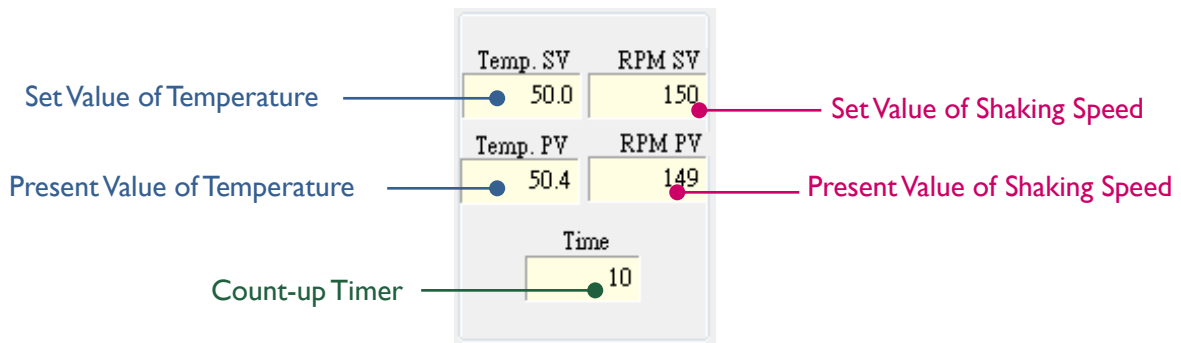 Temp. SV RPM SV
Set Value of Temperature 50.0 150 Set Value of Shaking Speed
Temp. PV RPM PV
Present Value of Temperature 50.4 149 Present Value of Shaking Speed
Time
Count-up Timer 10